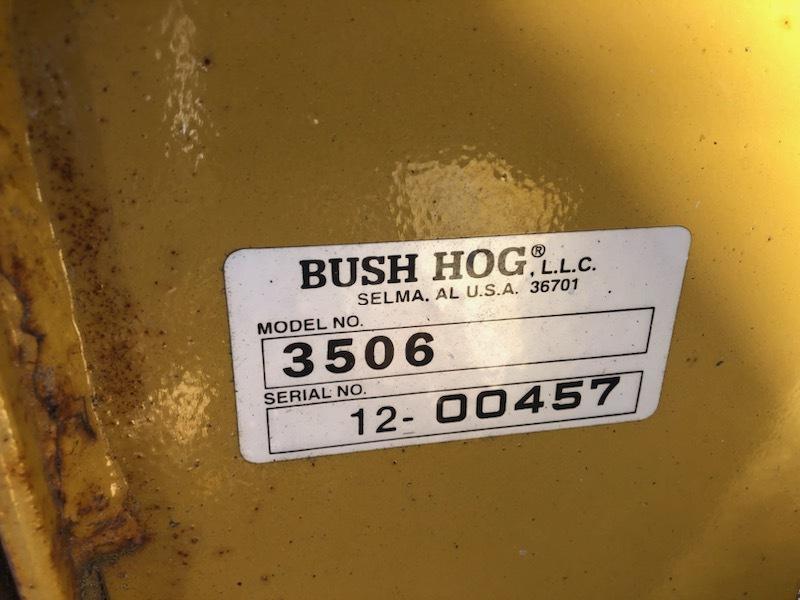 BUSH HOG®, L.L.C.
SELMA, AL U.S.A. 36701
MODEL NO.
3506
SERIAL NO.
12- 00457